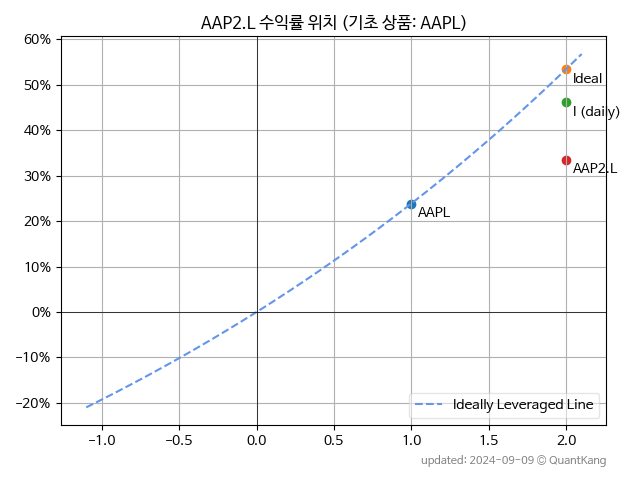 AAP2.L 수익률 위치 (기초 상품: AAPL)
60%
50%
40%
30%
20%
10%
0%
−10%
−20%
Ideal
I (daily)
AAP2.L
AAPL
Ideally Leveraged Line
−1.0 −0.5 0.0 0.5 1.0 1.5 2.0
updated: 2024-09-09 © QuantKang